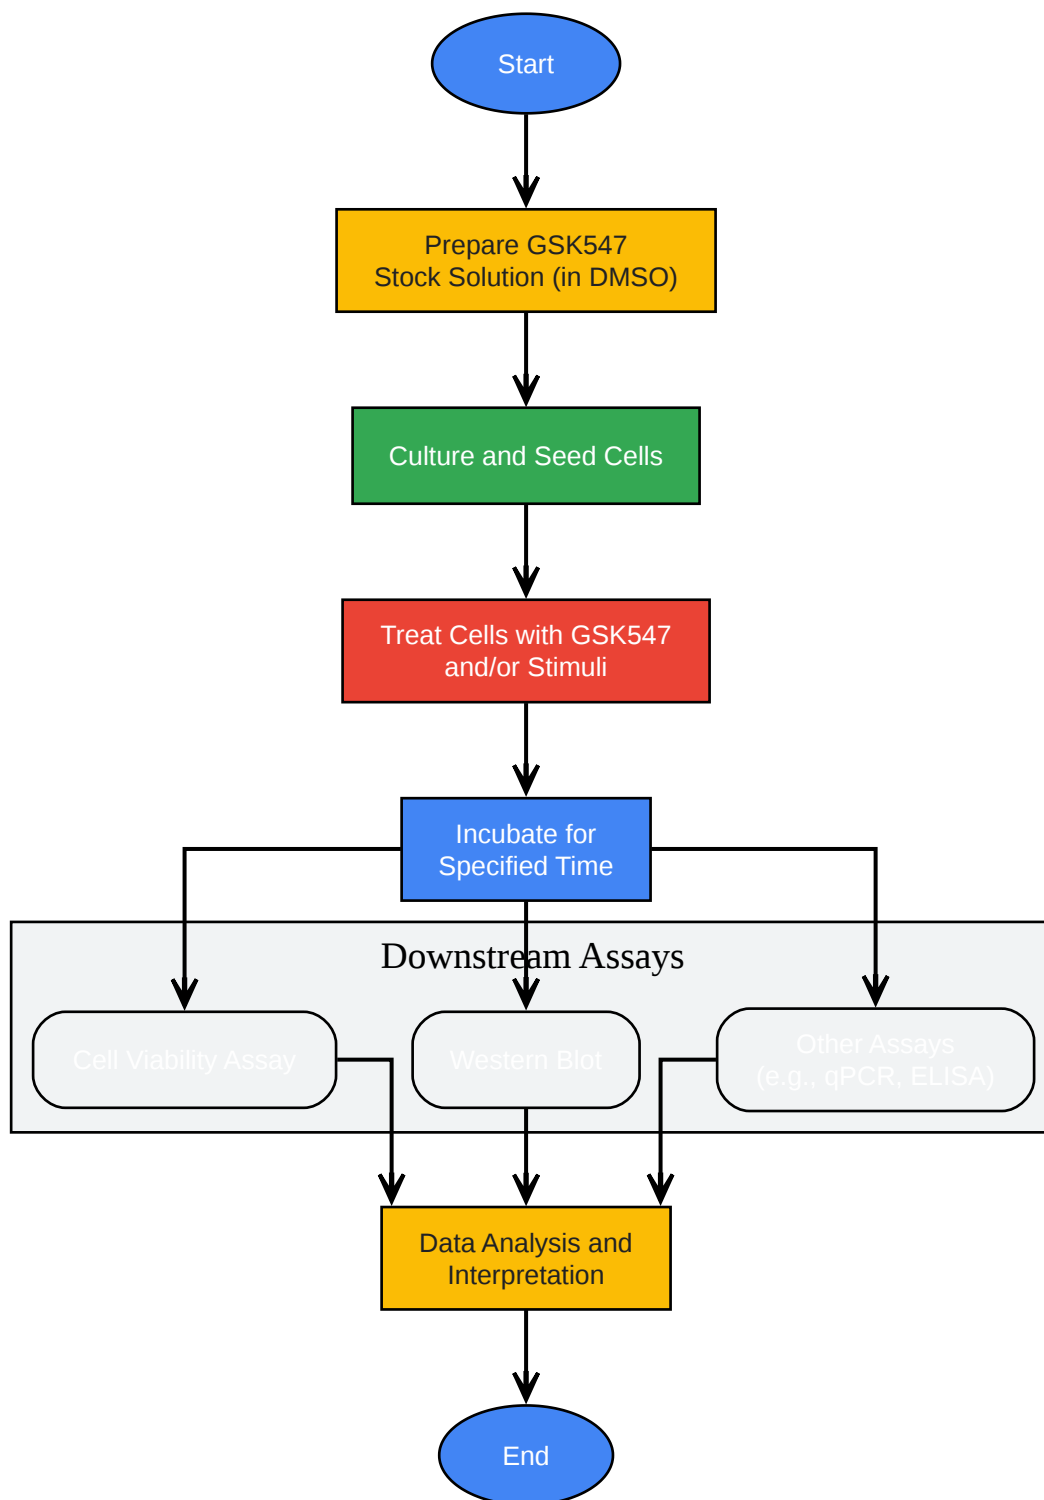 Start
Prepare GSK547
Stock Solution (in DMSO)
Culture and Seed Cells
Treat Cells with GSK547
and/or Stimuli
Incubate for
Specified Time
Downstream Assays
Cell Viability Assay
Western Blot
Other Assays
(e.g., qPCR, ELISA)
Data Analysis and
Interpretation
End